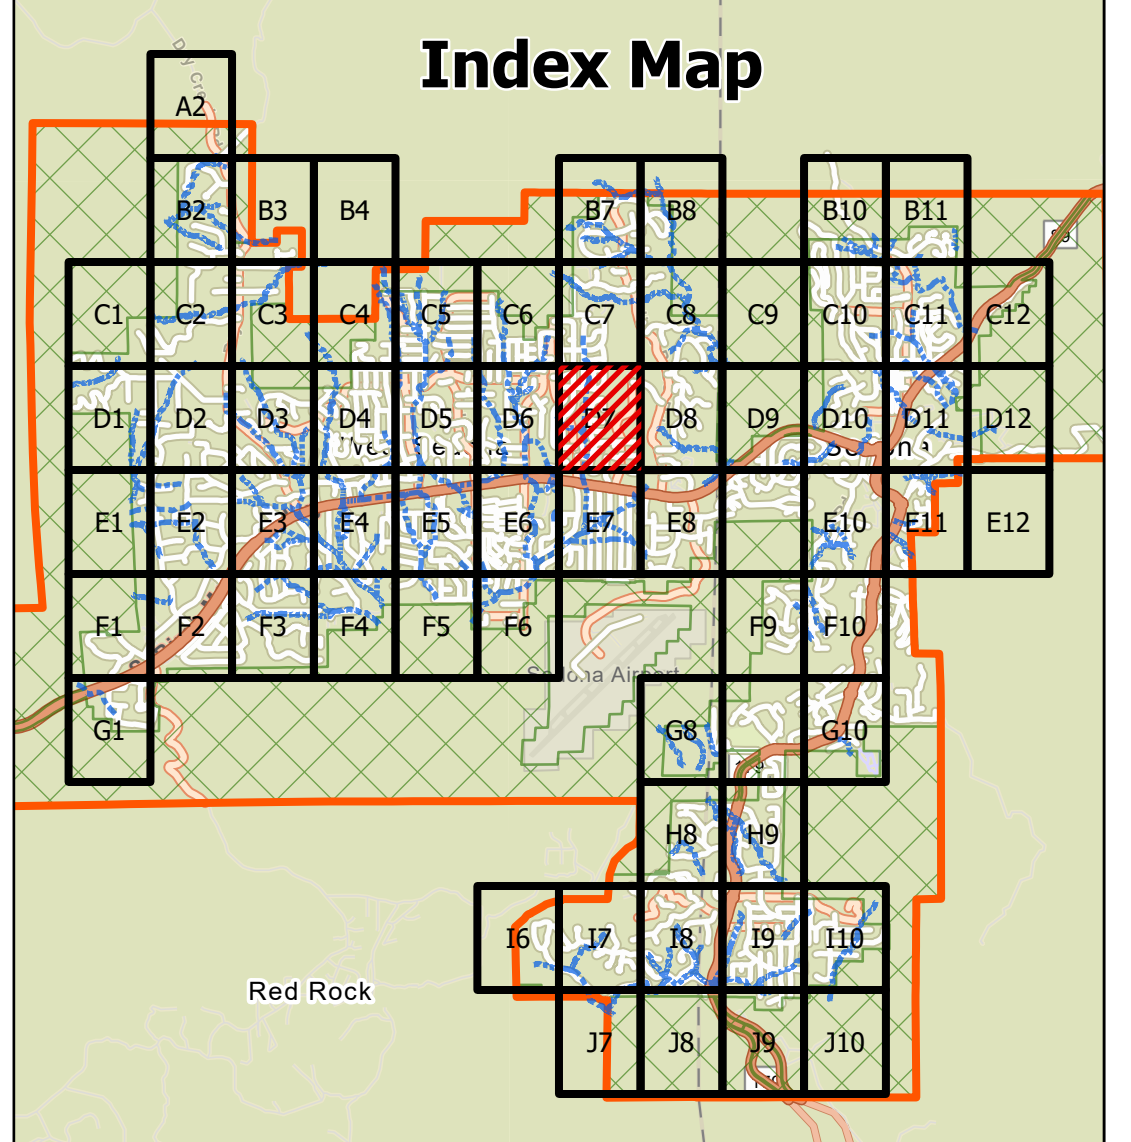 Index Map
A2
B2 B3 B4 B7 B8 B10 B11
89
C1 C2 C3 C4 C5 C6 C7 C8 C9 C10 C11 C12
D1 D2 D3 D4 D5 D6 D7 D8 D9 D10 D11 D12
E1 E2 E3 E4 E5 E6 E7 E8 E10 E11 E12
F1 F2 F3 F4 F5 F6 F9 F10
Sedona Airport
G1 G8 G10
H8 H9
I6 I7 I8 I9 I10
Red Rock
J7 J8 J9 J10